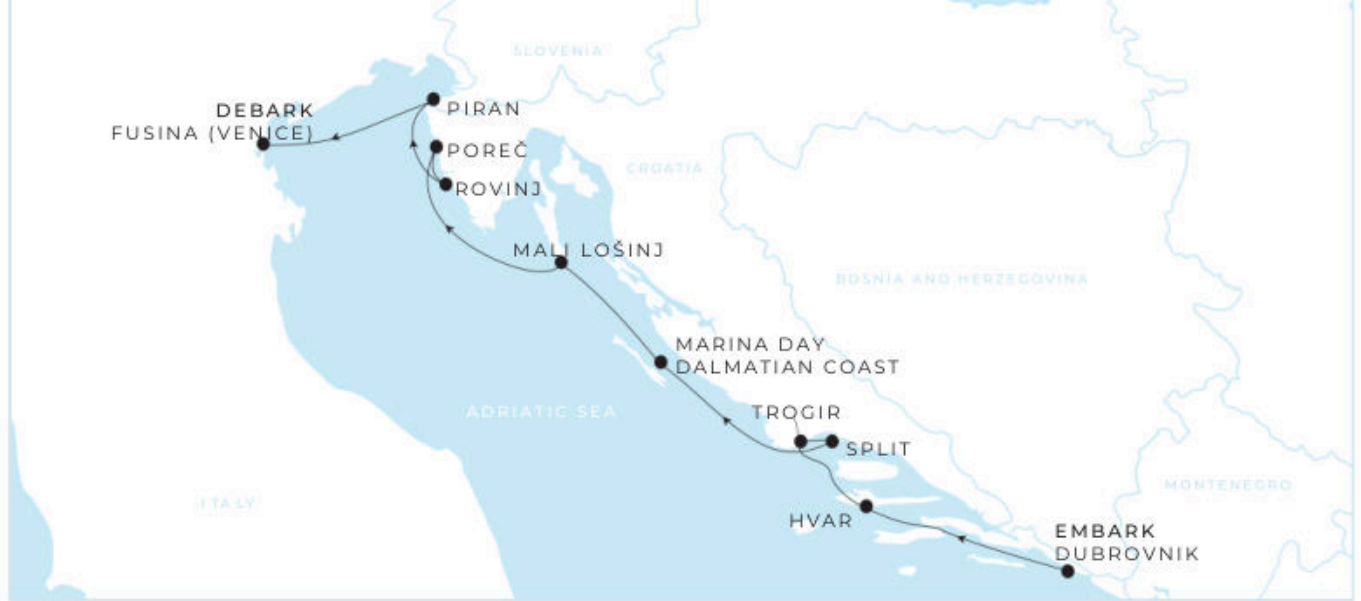 SLOVENIA
DEBARK
FUSINA (VENICE)
PIRAN
POREČ
ROVINJ
CROATIA
MALI LOŠINJ
BOSNIA AND HERZEGOVINA
MARINA DAY
DALMATIAN COAST
ADRIATIC SEA
TROGIR
SPLIT
MONTENEGRO
ITALY
HVAR
EMBARK
DUBROVNIK